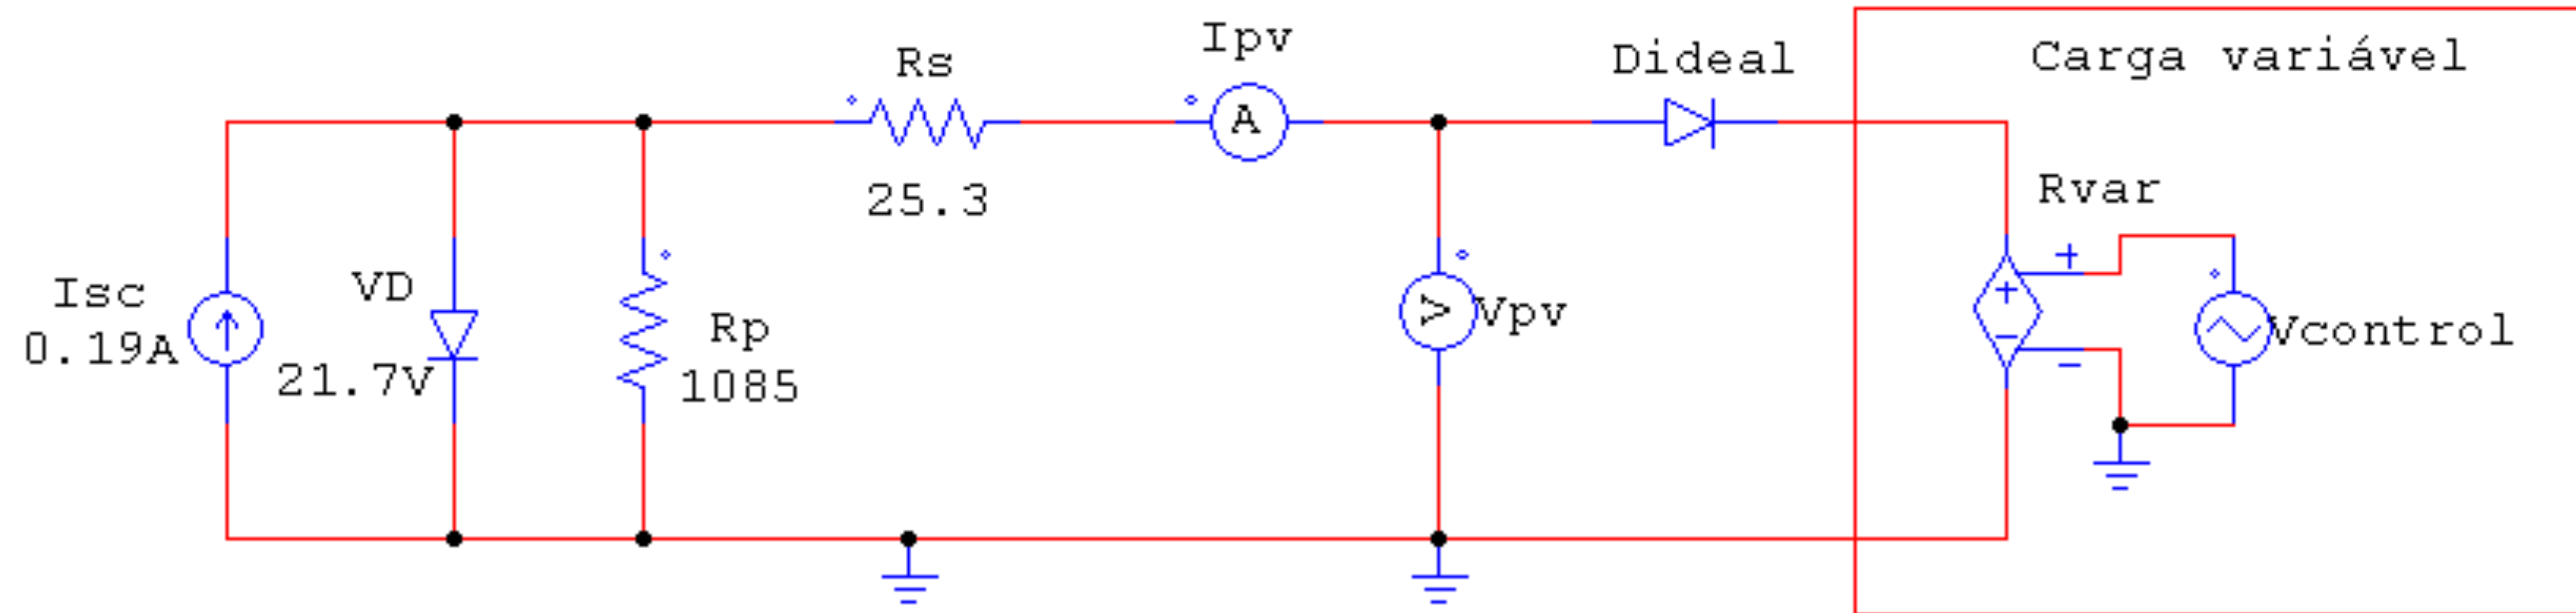 Ipv
Rs
Dideal
Carga variável
A
25.3
Rvar
Isc
0.19A
VD
21.7V
Rp
1085
V
Vpv
+
+
−
−
Vcontrol